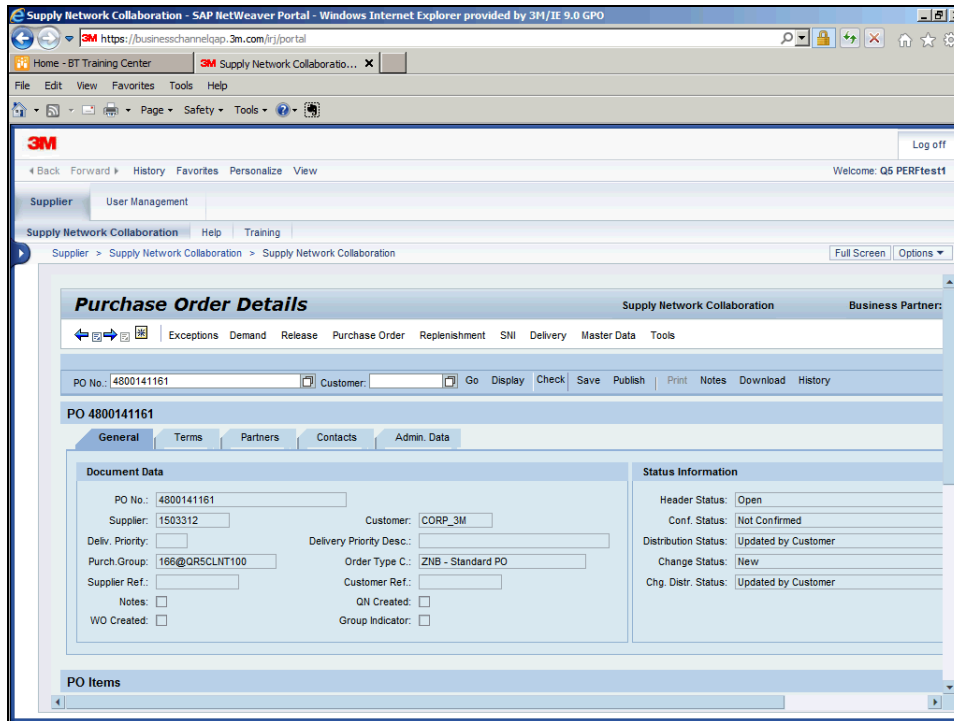 Supply Network Collaboration - SAP NetWeaver Portal - Windows Internet Explorer provided by 3M/IE 9.0 GPO
3M https://businesschannelqap.3m.com/irj/portal
Home - BT Training Center 3M Supply Network Collaboratio... X
File Edit View Favorites Tools Help
Page Safety Tools
3M
Log off
Back Forward History Favorites Personalize View Welcome: Q5 PERFtest1
Supplier User Management
Supply Network Collaboration Help Training
Supplier > Supply Network Collaboration > Supply Network Collaboration Full Screen Options
Purchase Order Details Supply Network Collaboration Business Partner:
Exceptions Demand Release Purchase Order Replenishment SNI Delivery Master Data Tools
PO No.: 4800141161 Customer: Go Display Check Save Publish Print Notes Download History
PO 4800141161
General Terms Partners Contacts Admin. Data
Document Data Status Information
PO No.: 4800141161 Header Status: Open
Supplier: 1503312 Customer: CORP_3M Conf. Status: Not Confirmed
Deliv. Priority: Delivery Priority Desc.: Distribution Status: Updated by Customer
Purch.Group: 166@QR5CLNT100 Order Type C.: ZNB - Standard PO Change Status: New
Supplier Ref.: Customer Ref.: Chg. Distr. Status: Updated by Customer
Notes: QN Created:
WO Created: Group Indicator:
PO Items